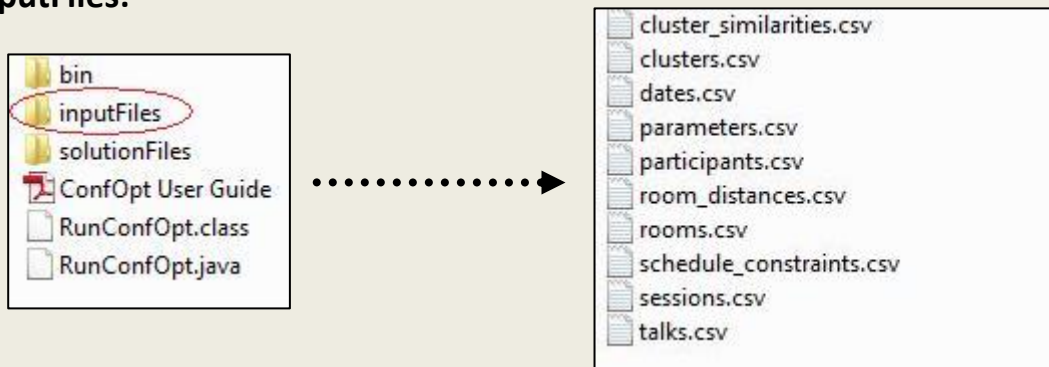 bin
inputFiles
solutionFiles
ConfOpt User Guide
RunConfOpt.class
RunConfOpt.java
cluster_similarities.csv
clusters.csv
dates.csv
parameters.csv
participants.csv
room_distances.csv
rooms.csv
schedule_constraints.csv
sessions.csv
talks.csv